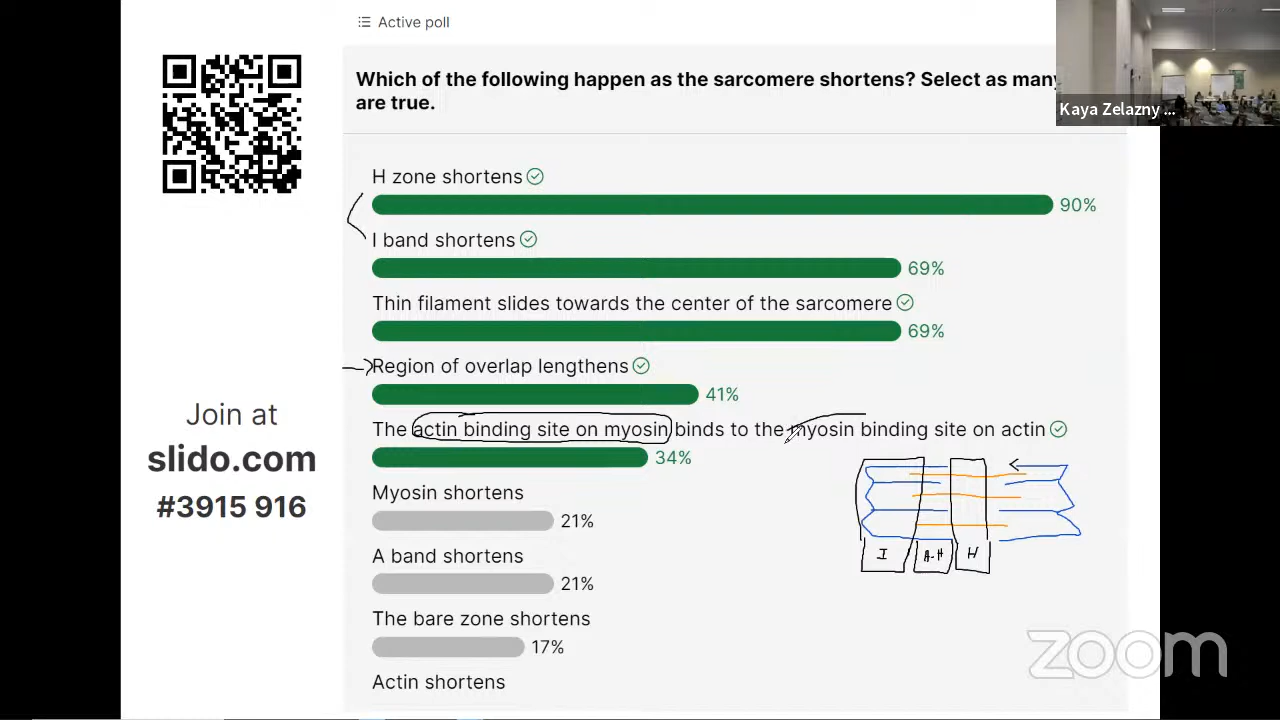 Active poll
Which of the following happen as the sarcomere shortens? Select as many
are true.
Kaya Zelazny ...
H zone shortens
90%
I band shortens
69%
Thin filament slides towards the center of the sarcomere
69%
Region of overlap lengthens
41%
The actin binding site on myosin binds to the myosin binding site on actin
34%
Myosin shortens
21%
A band shortens
21%
The bare zone shortens
17%
Actin shortens
Join at
slido.com
#3915 916
I A-H H
zoom